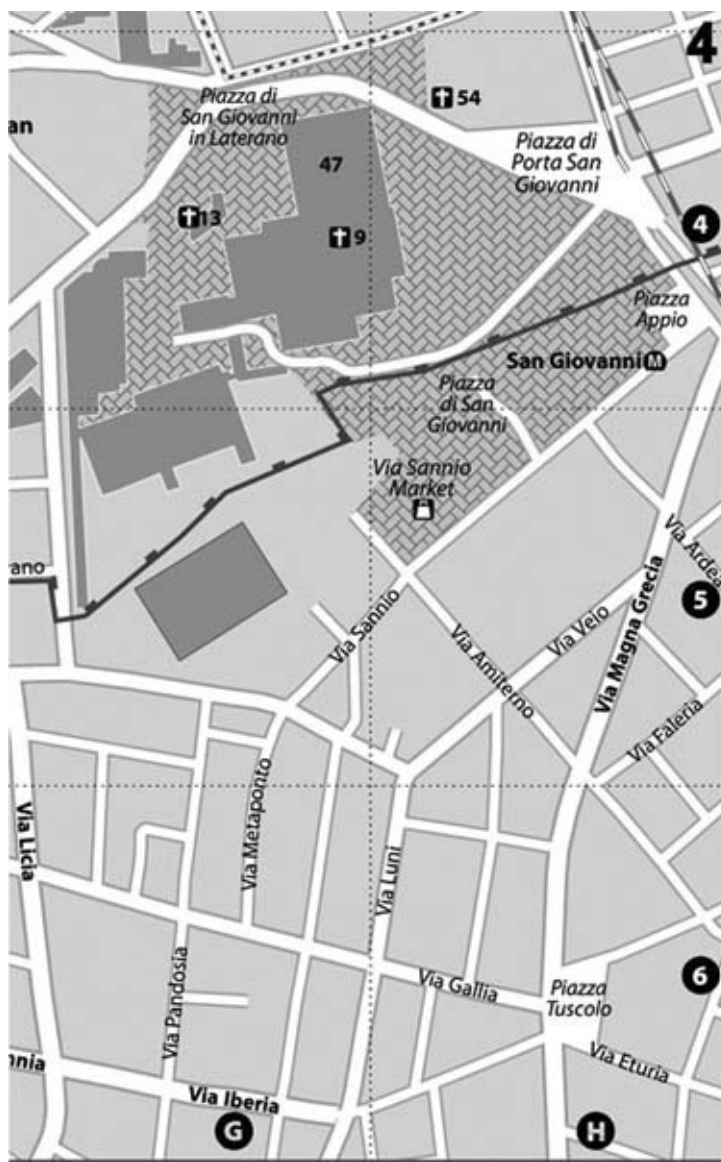 4
Piazza di
San Giovanni
in Laterano
54
an
Piazza di
Porta San
Giovanni
47
13
9
4
Piazza
Appio
San Giovanni M
Piazza
di San
Giovanni
Via Sannio
Market
rano
Via Ardea
5
Via Sannio
Via Amiterno
Via Veio
Via Magna Grecia
Via Faleria
Via Metaponto
Via Licia
Via Luni
Via Pandosia
Via Gallia
Piazza
Tuscolo
6
nnia
Via Eturia
Via Iberia
G
H